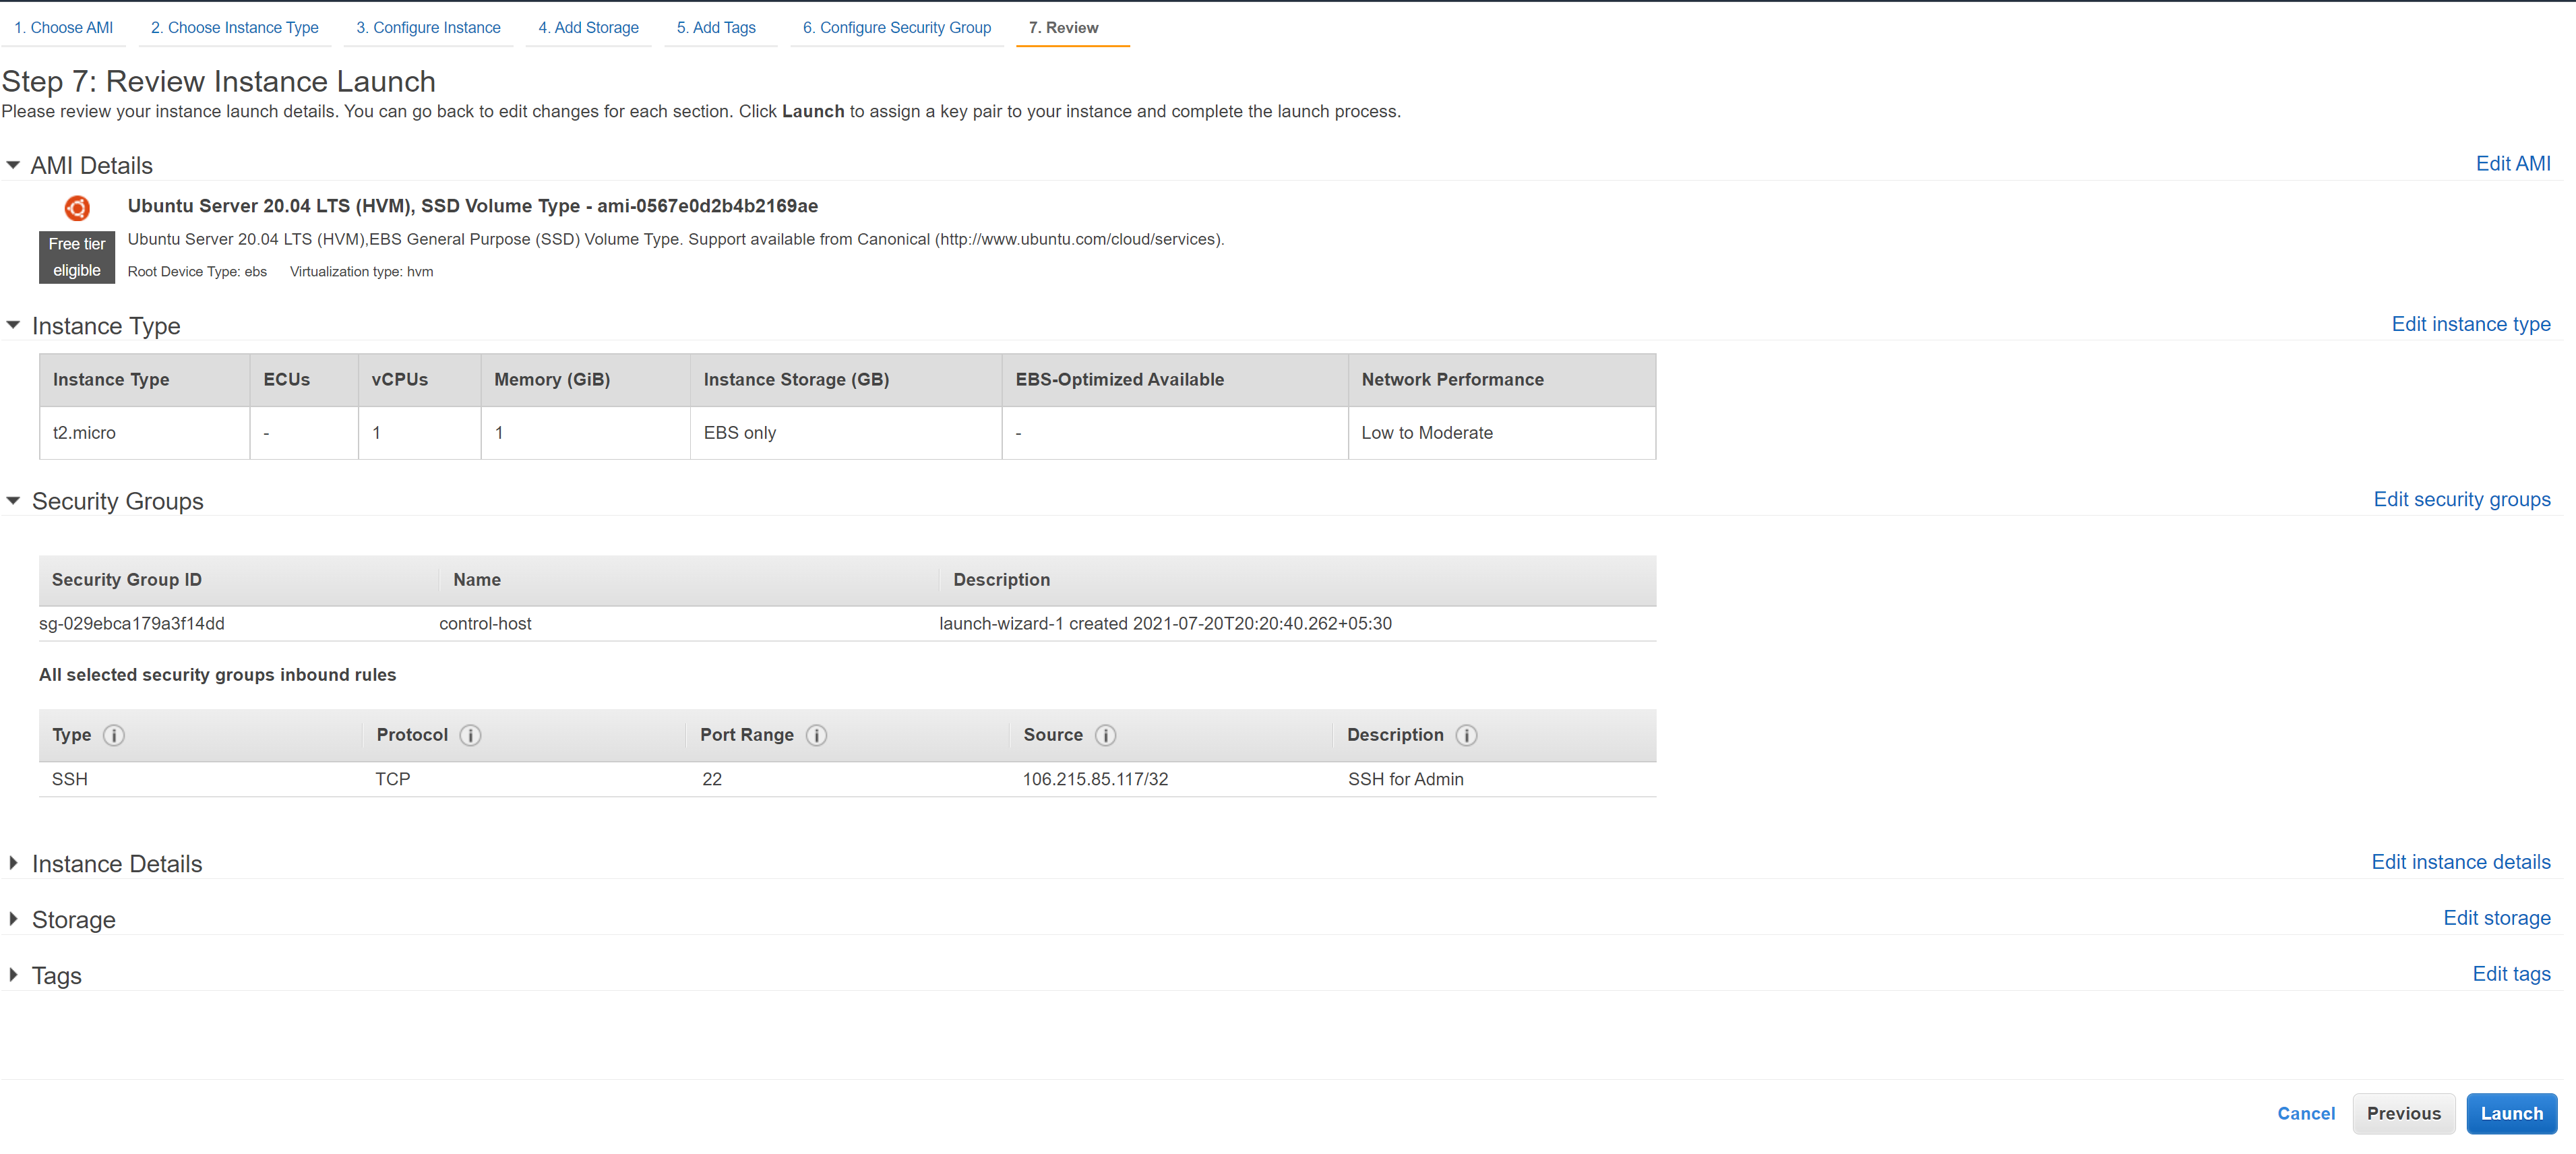 1. Choose AMI 2. Choose Instance Type 3. Configure Instance 4. Add Storage 5. Add Tags 6. Configure Security Group 7. Review
Step 7: Review Instance Launch
Please review your instance launch details. You can go back to edit changes for each section. Click Launch to assign a key pair to your instance and complete the launch process.
AMI Details Edit AMI
Ubuntu Server 20.04 LTS (HVM), SSD Volume Type - ami-0567e0d2b4b2169ae
Free tier eligible
Ubuntu Server 20.04 LTS (HVM),EBS General Purpose (SSD) Volume Type. Support available from Canonical (http://www.ubuntu.com/cloud/services).
Root Device Type: ebs Virtualization type: hvm
Instance Type Edit instance type
Instance Type ECUs vCPUs Memory (GiB) Instance Storage (GB) EBS-Optimized Available Network Performance
t2.micro - 1 1 EBS only - Low to Moderate
Security Groups Edit security groups
Security Group ID Name Description
sg-029ebca179a3f14dd control-host launch-wizard-1 created 2021-07-20T20:20:40.262+05:30
All selected security groups inbound rules
Type Protocol Port Range Source Description
SSH TCP 22 106.215.85.117/32 SSH for Admin
Instance Details Edit instance details
Storage Edit storage
Tags Edit tags
Cancel Previous Launch